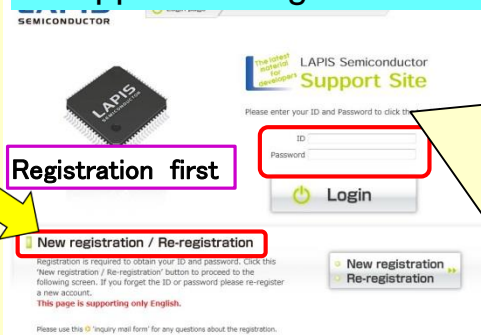 SEMICONDUCTOR
The latest
material
for
developers
LAPIS Semiconductor
Support Site
Please enter your ID and Password to click the
LAPIS
SEMICONDUCTOR
ID
Password
Registration first
Login
New registration / Re-registration
Registration is required to obtain your ID and password. Click this
'New registration / Re-registration' button to proceed to the
following screen. If you forget the ID or password please re-register
a new account.
This page is supporting only English.
New registration
Re-registration
Please use this 'inquiry mail form' for any questions about the registration.